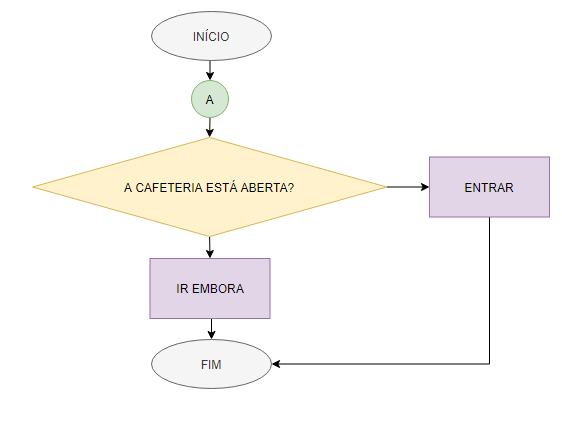 INÍCIO
A
A CAFETERIA ESTÁ ABERTA?
ENTRAR
IR EMBORA
FIM